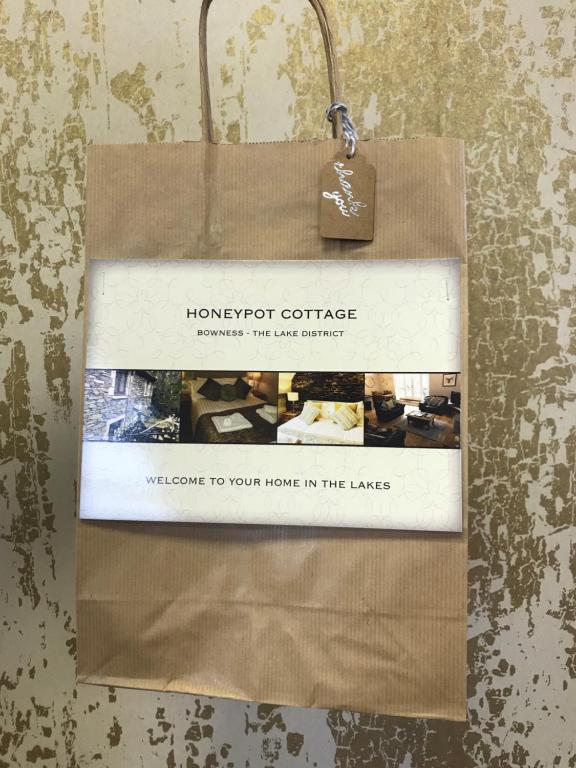 thank
you
HONEYPOT COTTAGE
BOWNESS - THE LAKE DISTRICT
WELCOME TO YOUR HOME IN THE LAKES